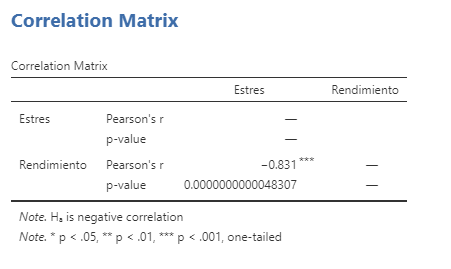 Correlation Matrix
Correlation Matrix
Estres Rendimiento
Estres Pearson's r — 
p-value — 
Rendimiento Pearson's r −0.831 *** —
p-value 0.0000000000048307 —
Note. Hₐ is negative correlation
Note. * p < .05, ** p < .01, *** p < .001, one-tailed